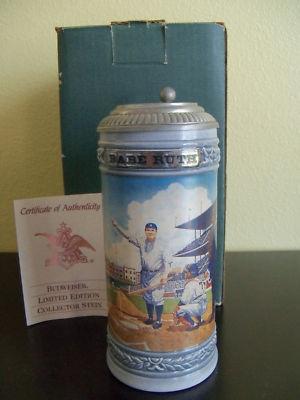 BABE RUTH
Certificate of Authenticity
BUDWEISER
LIMITED EDITION
COLLECTOR STEIN